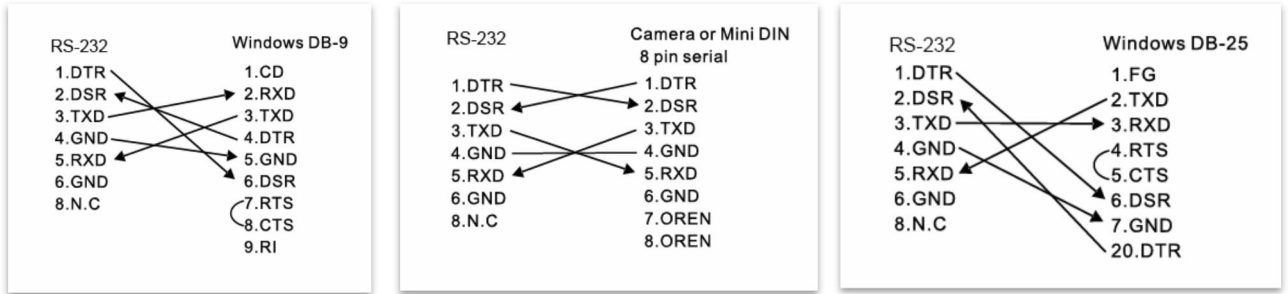 RS-232
Windows DB-9
1.DTR
2.DSR
3.TXD
4.GND
5.RXD
6.GND
8.N.C
1.CD
2.RXD
3.TXD
4.DTR
5.GND
6.DSR
7.RTS
8.CTS
9.RI
RS-232
Camera or Mini DIN
8 pin serial
1.DTR
2.DSR
3.TXD
4.GND
5.RXD
6.GND
8.N.C
1.DTR
2.DSR
3.TXD
4.GND
5.RXD
6.GND
7.OREN
8.OREN
RS-232
Windows DB-25
1.DTR
2.DSR
3.TXD
4.GND
5.RXD
6.GND
8.N.C
1.FG
2.TXD
3.RXD
4.RTS
5.CTS
6.DSR
7.GND
20.DTR